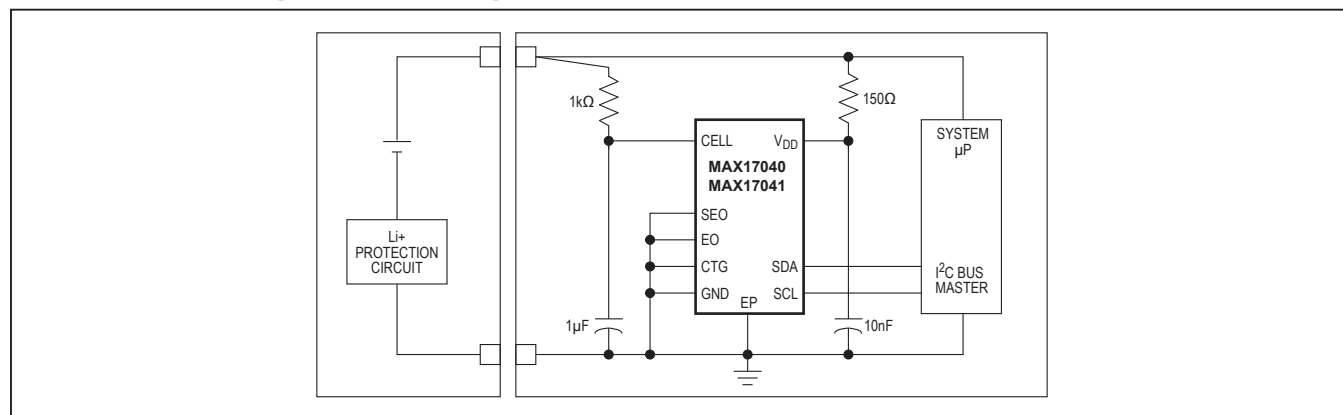 1kΩ
150Ω
SYSTEM
µP
CELL
VDD
MAX17040
MAX17041
Li+
PROTECTION
CIRCUIT
SEO
EO
CTG
GND
SDA
SCL
EP
I²C BUS
MASTER
1µF
10nF